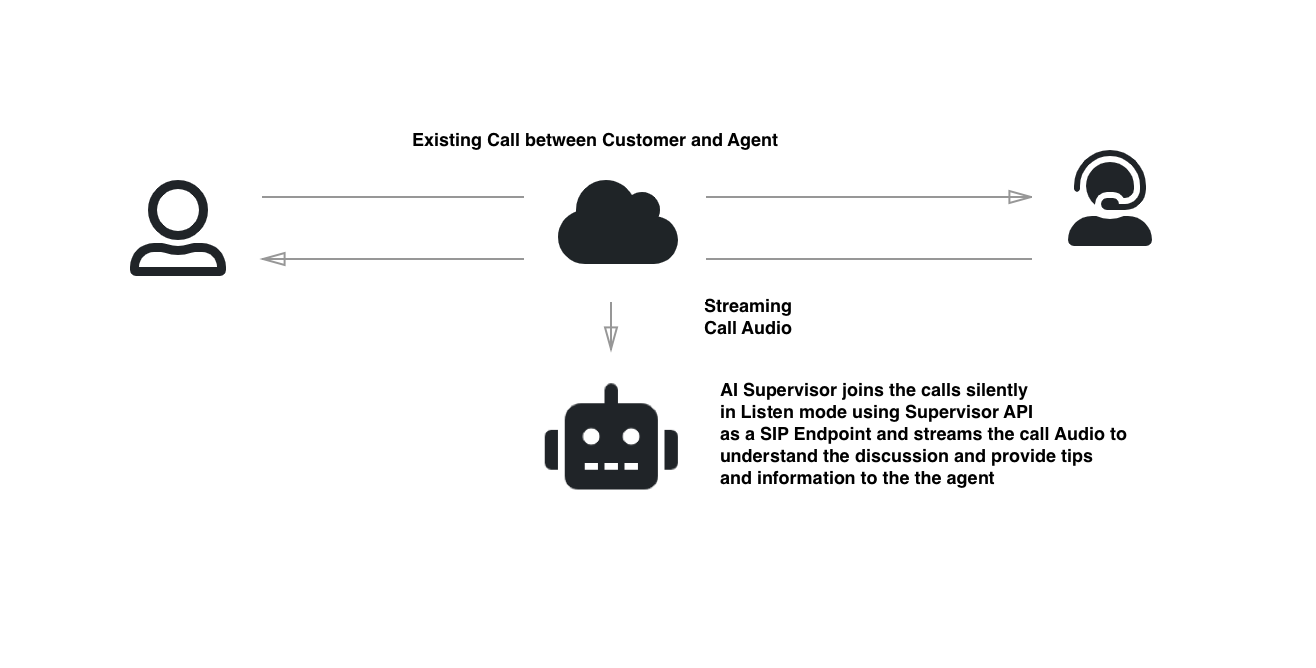 Existing Call between Customer and Agent
Streaming
Call Audio
AI Supervisor joins the calls silently
in Listen mode using Supervisor API
as a SIP Endpoint and streams the call Audio to
understand the discussion and provide tips
and information to the the agent